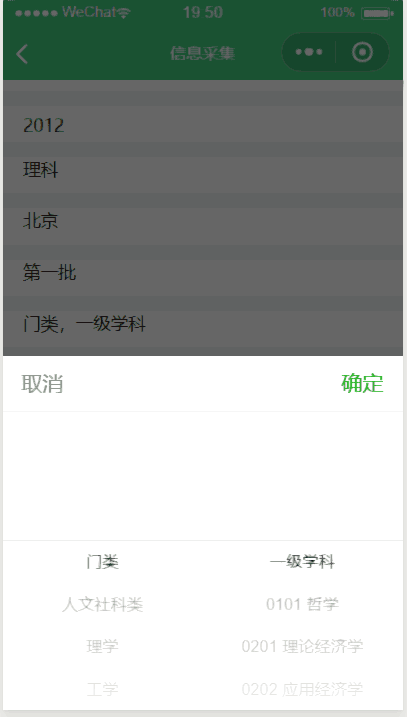 ●●●●● WeChat 19:50 100%
信息采集
2012
理科
北京
第一批
门类，一级学科
取消 确定
门类 一级学科
人文社科类 0101 哲学
理学 0201 理论经济学
工学 0202 应用经济学